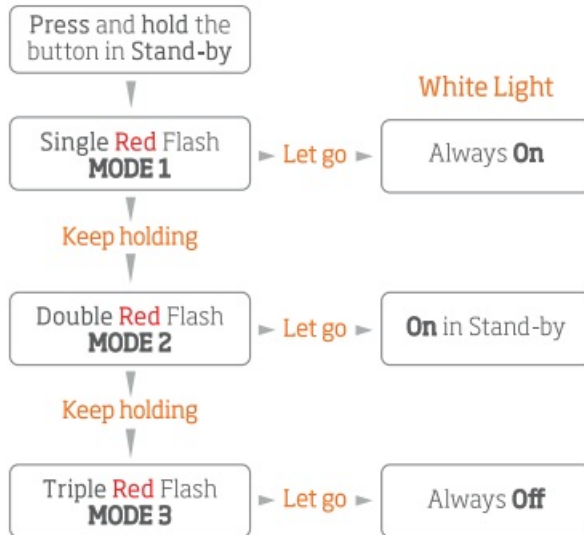 Press and hold the
button in Stand-by
White Light
Single Red Flash
MODE 1
Let go
Always On
Keep holding
Double Red Flash
MODE 2
Let go
On in Stand-by
Keep holding
Triple Red Flash
MODE 3
Let go
Always Off